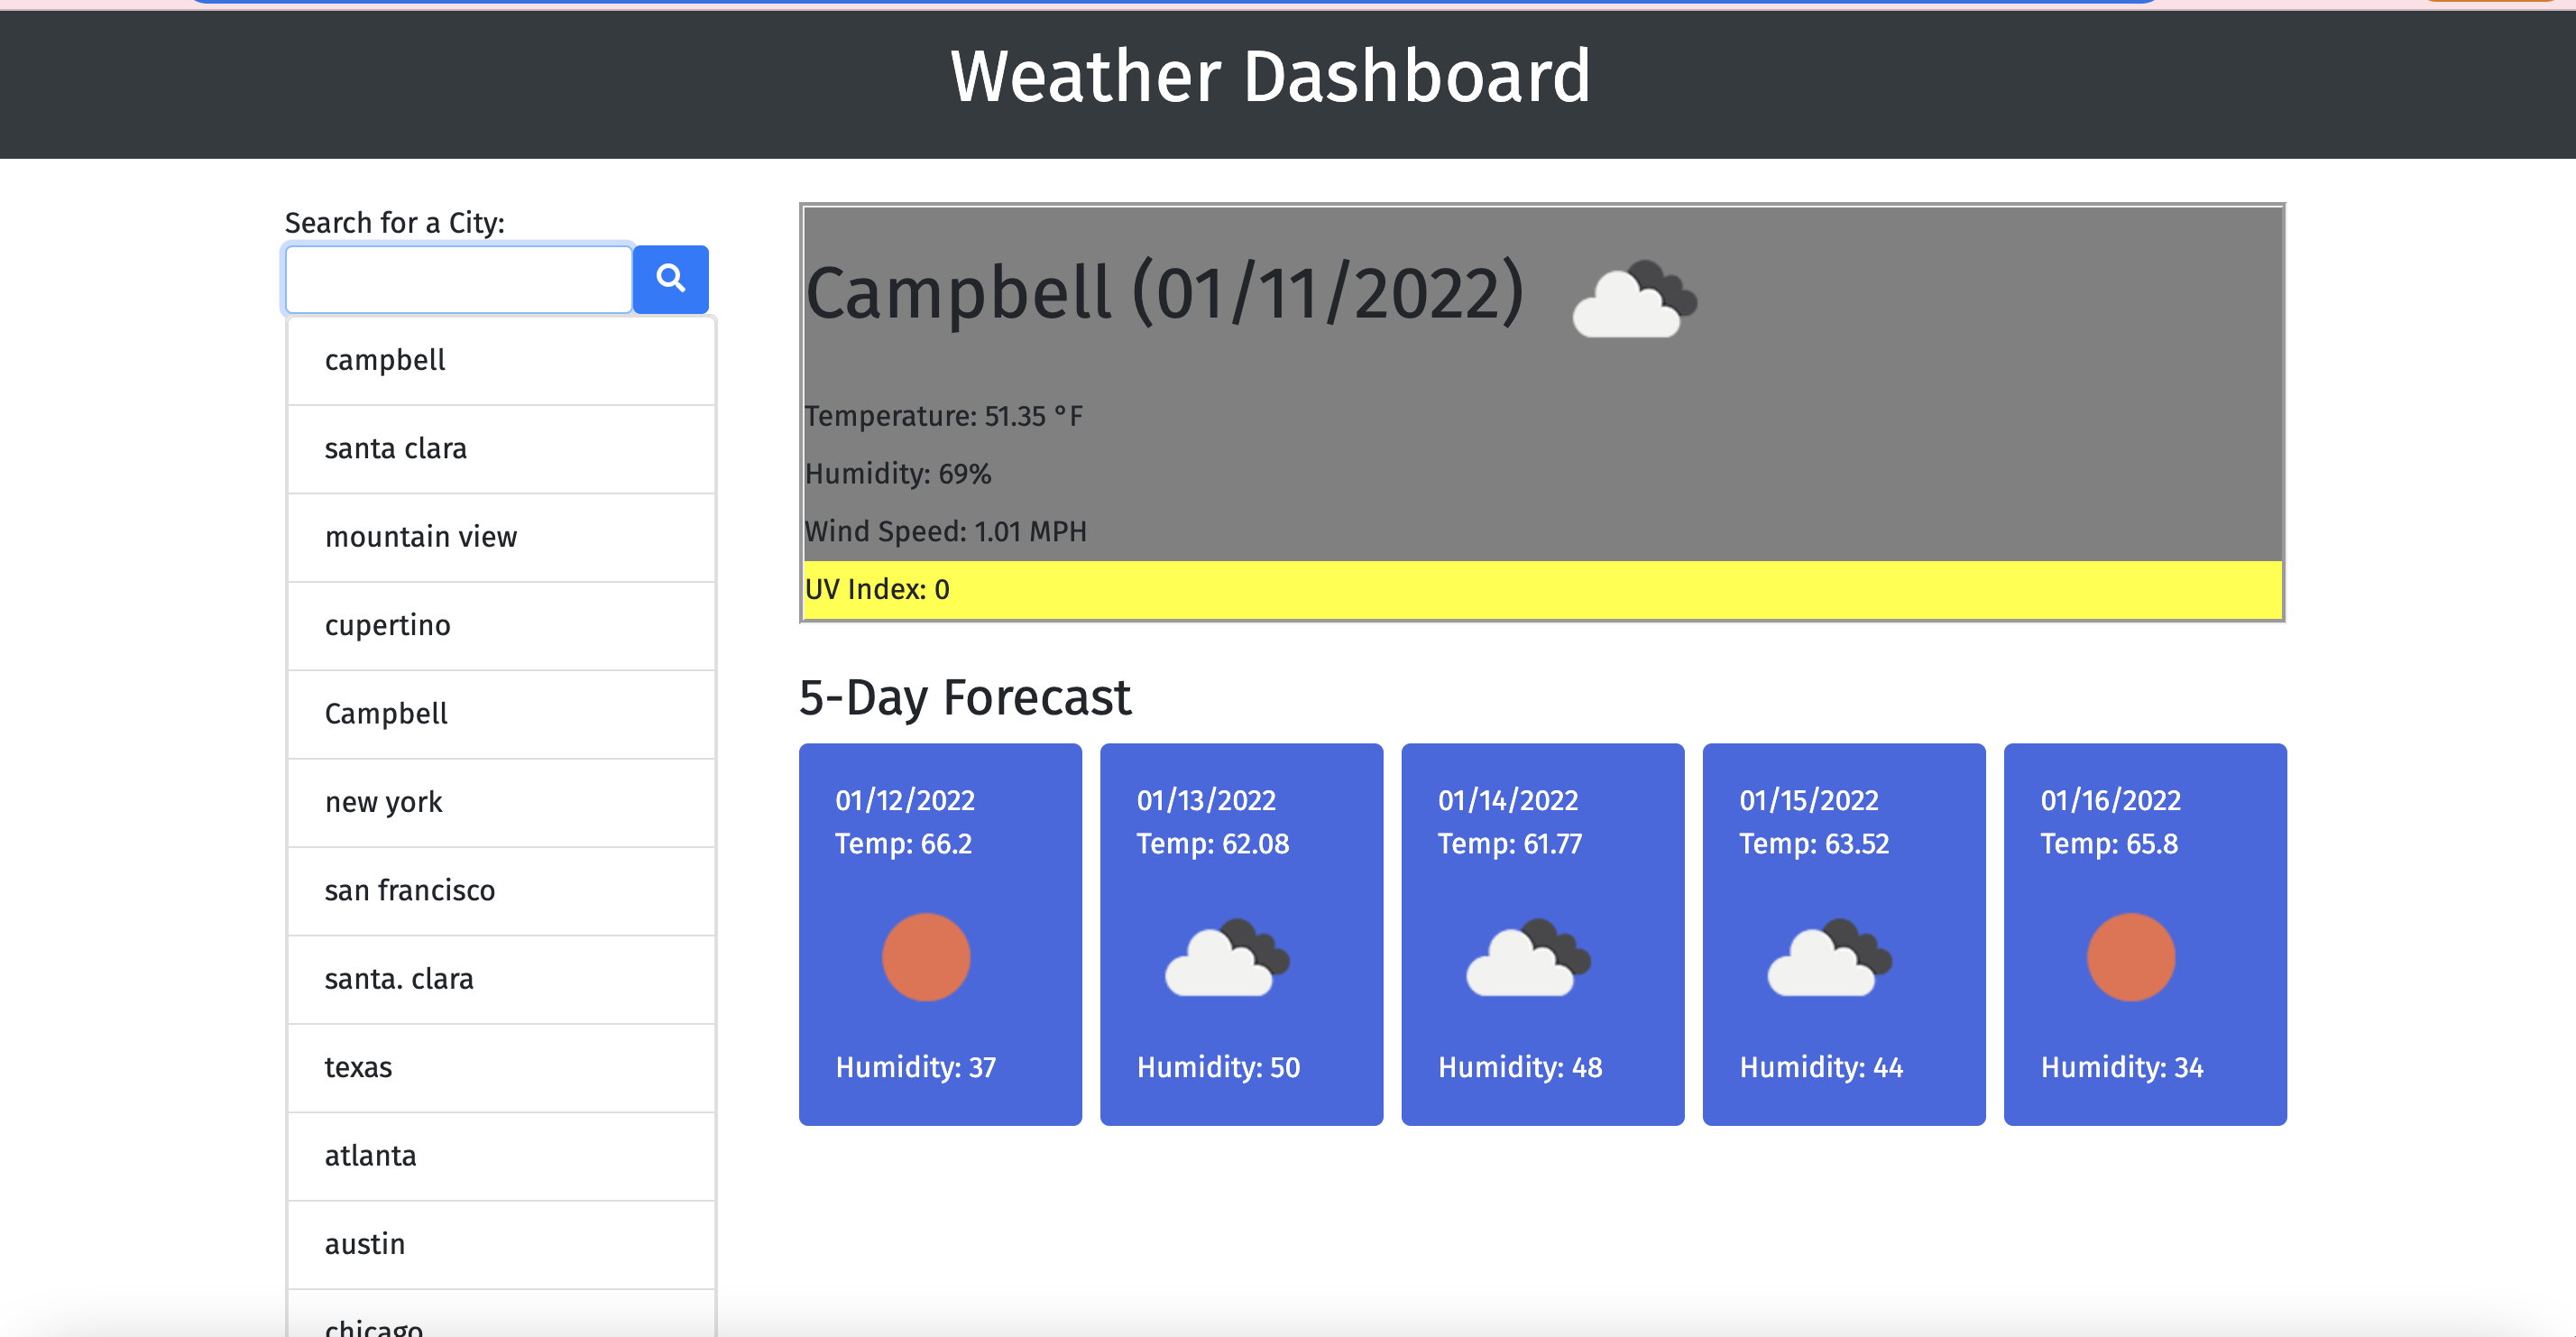 Weather Dashboard
Search for a City:
campbell
santa clara
mountain view
cupertino
Campbell
new york
san francisco
santa. clara
texas
atlanta
austin
chicago
Campbell (01/11/2022)
Temperature: 51.35 °F
Humidity: 69%
Wind Speed: 1.01 MPH
UV Index: 0
5-Day Forecast
01/12/2022
Temp: 66.2
Humidity: 37
01/13/2022
Temp: 62.08
Humidity: 50
01/14/2022
Temp: 61.77
Humidity: 48
01/15/2022
Temp: 63.52
Humidity: 44
01/16/2022
Temp: 65.8
Humidity: 34